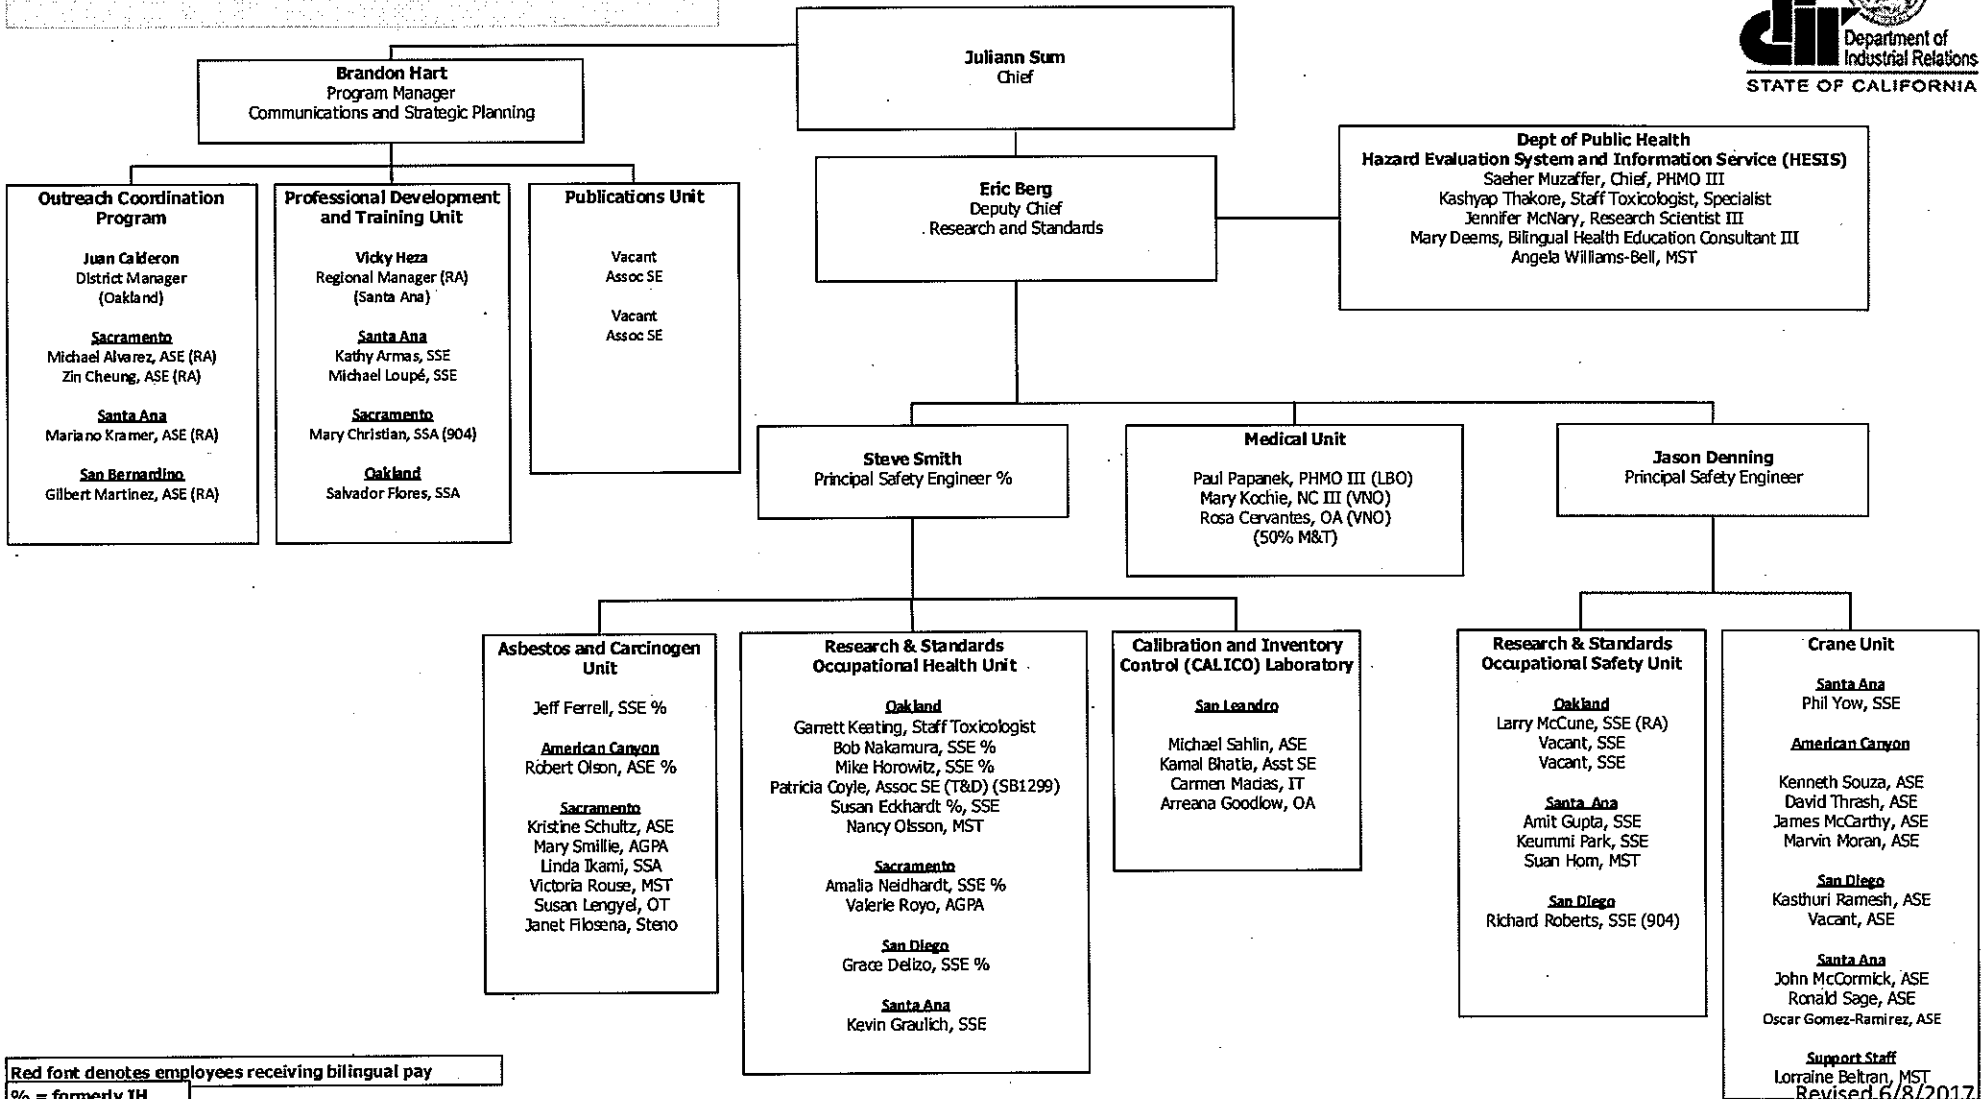 Juliann Sum
Chief
Department of
Industrial Relations
STATE OF CALIFORNIA
Brandon Hart
Program Manager
Communications and Strategic Planning
Dept of Public Health
Hazard Evaluation System and Information Service (HESIS)
Saeher Muzaffer, Chief, PHMO III
Kashyap Thakore, Staff Toxicologist, Specialist
Jennifer McNary, Research Scientist III
Mary Deems, Bilingual Health Education Consultant III
Angela Williams-Bell, MST
Eric Berg
Deputy Chief
Research and Standards
Outreach Coordination
Program
Juan Calderon
District Manager
(Oakland)
Sacramento
Michael Alvarez, ASE (RA)
Zin Cheung, ASE (RA)
Santa Ana
Mariano Kramer, ASE (RA)
San Bernardino
Gilbert Martinez, ASE (RA)
Professional Development
and Training Unit
Vicky Heza
Regional Manager (RA)
(Santa Ana)
Santa Ana
Kathy Armas, SSE
Michael Loupé, SSE
Sacramento
Mary Christian, SSA (904)
Oakland
Salvador Flores, SSA
Publications Unit
Vacant
Assoc SE
Vacant
Assoc SE
Steve Smith
Principal Safety Engineer %
Medical Unit
Paul Papanek, PHMO III (LBO)
Mary Kochie, NC III (VNO)
Rosa Cervantes, OA (VNO)
(50% M&T)
Jason Denning
Principal Safety Engineer
Asbestos and Carcinogen
Unit
Jeff Ferrell, SSE %
American Canyon
Robert Olson, ASE %
Sacramento
Kristine Schultz, ASE
Mary Smillie, AGPA
Linda Ikami, SSA
Victoria Rouse, MST
Susan Lengyel, OT
Janet Filosena, Steno
Research & Standards
Occupational Health Unit
Oakland
Garrett Keating, Staff Toxicologist
Bob Nakamura, SSE %
Mike Horowitz, SSE %
Patricia Coyle, Assoc SE (T&D) (SB1299)
Susan Eckhardt %, SSE
Nancy Olsson, MST
Sacramento
Amalia Neidhardt, SSE %
Valerie Royo, AGPA
San Diego
Grace Delizo, SSE %
Santa Ana
Kevin Graulich, SSE
Calibration and Inventory
Control (CALICO) Laboratory
San Leandro
Michael Sahlin, ASE
Kamal Bhatia, Asst SE
Carmen Macias, IT
Arreana Goodlow, OA
Research & Standards
Occupational Safety Unit
Oakland
Larry McCune, SSE (RA)
Vacant, SSE
Vacant, SSE
Santa Ana
Amit Gupta, SSE
Keummi Park, SSE
Suan Hom, MST
San Diego
Richard Roberts, SSE (904)
Crane Unit
Santa Ana
Phil Yow, SSE
American Canyon
Kenneth Souza, ASE
David Thrash, ASE
James McCarthy, ASE
Marvin Moran, ASE
San Diego
Kasthuri Ramesh, ASE
Vacant, ASE
Santa Ana
John McCormick, ASE
Ronald Sage, ASE
Oscar Gomez-Ramirez, ASE
Support Staff
Lorraine Beltran, MST
Red font denotes employees receiving bilingual pay
% = formerly IH
Revised 6/8/2017